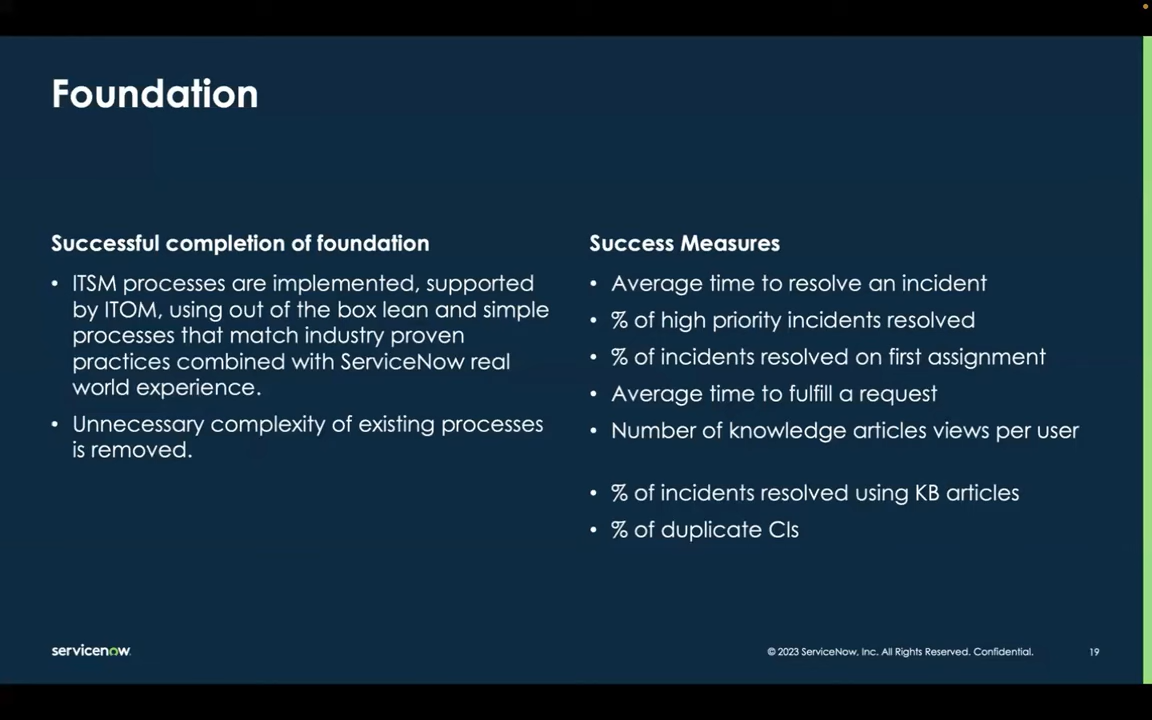 Foundation
Successful completion of foundation
• ITSM processes are implemented, supported
by ITOM, using out of the box lean and simple
processes that match industry proven
practices combined with ServiceNow real
world experience.
• Unnecessary complexity of existing processes
is removed.
Success Measures
• Average time to resolve an incident
• % of high priority incidents resolved
• % of incidents resolved on first assignment
• Average time to fulfill a request
• Number of knowledge articles views per user
• % of incidents resolved using KB articles
• % of duplicate CIs
servicenow
© 2023 ServiceNow, Inc. All Rights Reserved. Confidential.
19